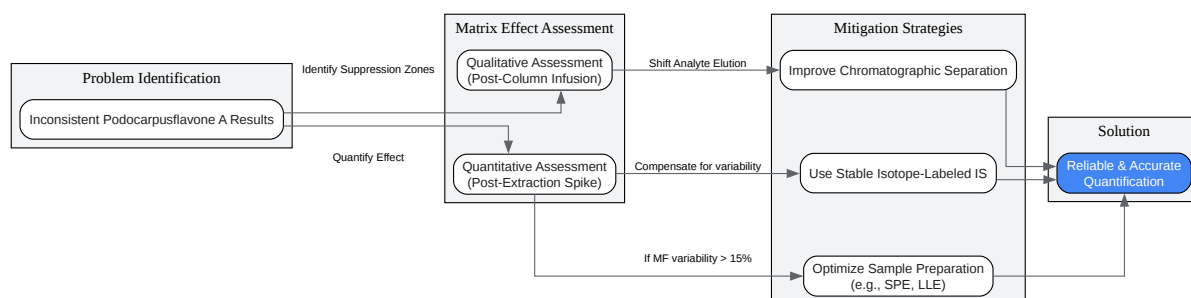 Problem Identification
Inconsistent Podocarpusflavone A Results
Identify Suppression Zones
Quantify Effect
Matrix Effect Assessment
Qualitative Assessment
(Post-Column Infusion)
Quantitative Assessment
(Post-Extraction Spike)
Shift Analyte Elution
Compensate for variability
If MF variability > 15%
Mitigation Strategies
Improve Chromatographic Separation
Use Stable Isotope-Labeled IS
Optimize Sample Preparation
(e.g., SPE, LLE)
Solution
Reliable & Accurate
Quantification